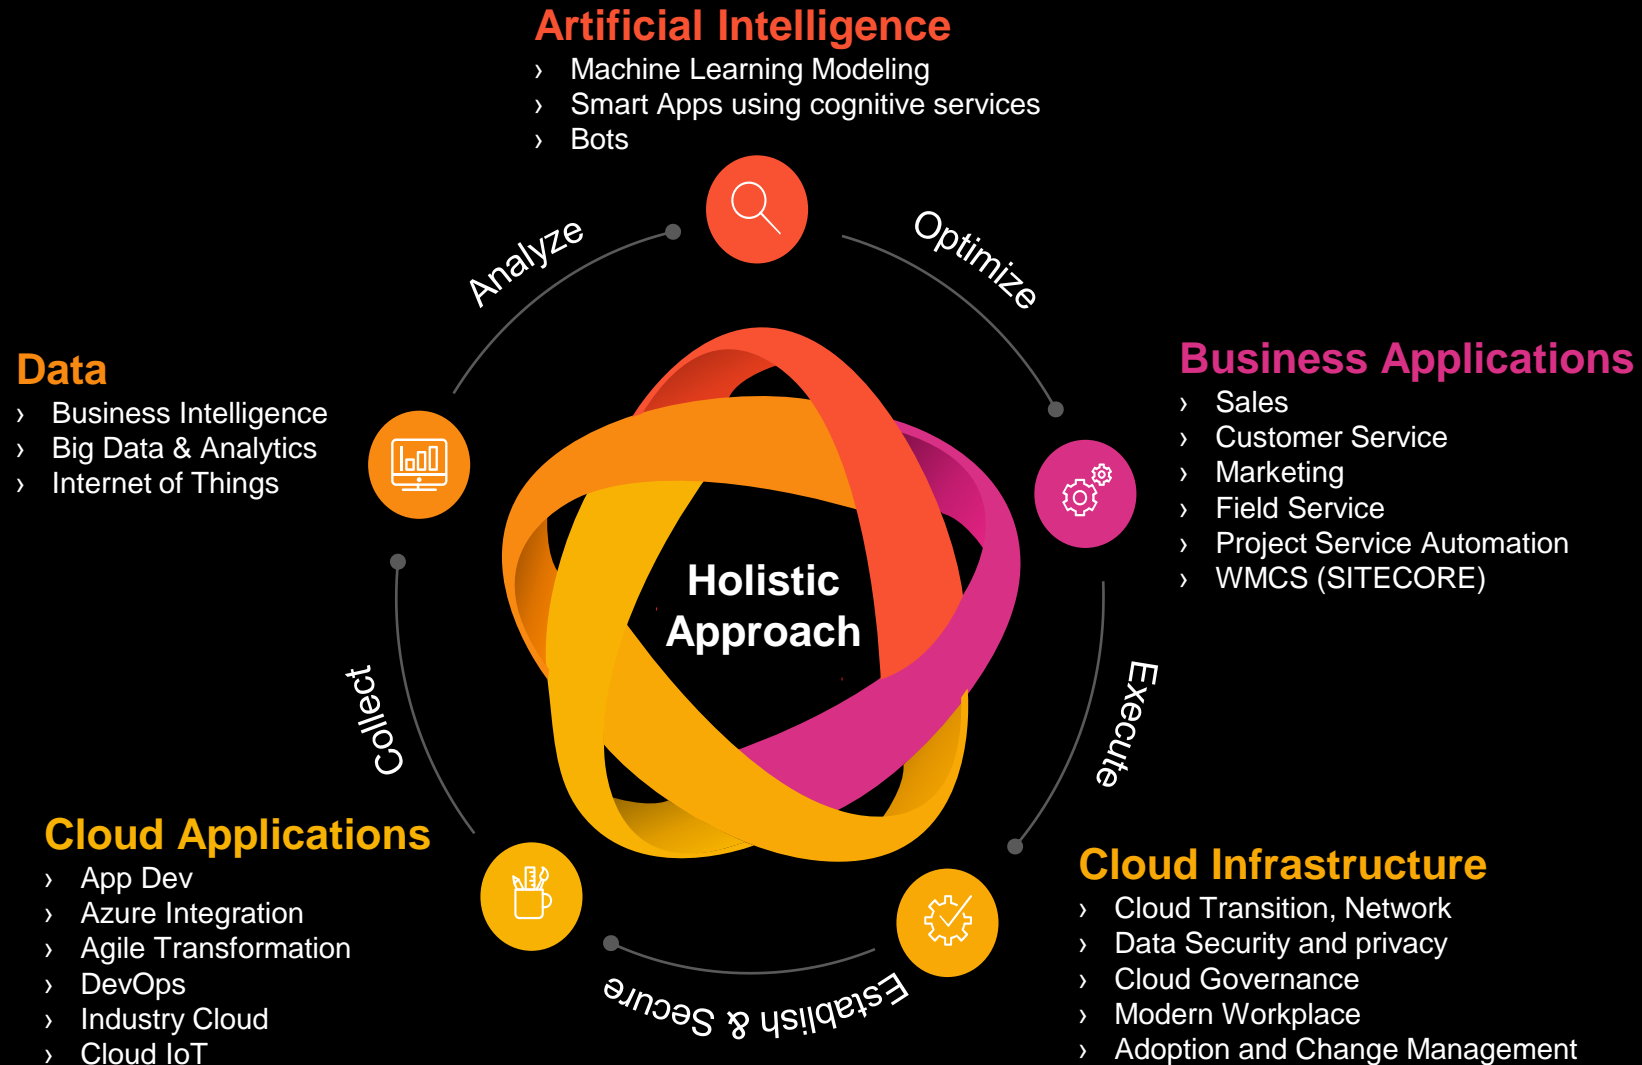 Artificial Intelligence
› Machine Learning Modeling
› Smart Apps using cognitive services
› Bots
Analyze
Optimize
Data
› Business Intelligence
› Big Data & Analytics
› Internet of Things
Business Applications
› Sales
› Customer Service
› Marketing
› Field Service
› Project Service Automation
› WMCS (SITECORE)
Holistic
Approach
Collect
Execute
Cloud Applications
› App Dev
› Azure Integration
› Agile Transformation
› DevOps
› Industry Cloud
› Cloud IoT
Establish & Secure
Cloud Infrastructure
› Cloud Transition, Network
› Data Security and privacy
› Cloud Governance
› Modern Workplace
› Adoption and Change Management